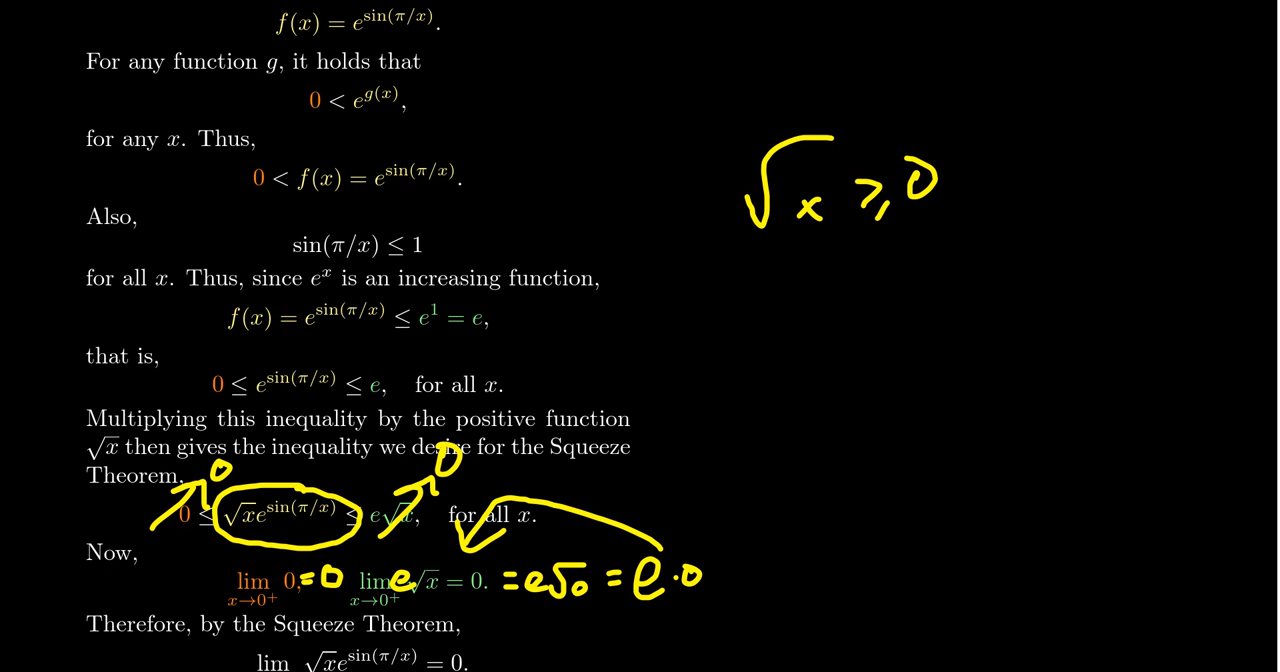 f(x) = e^{sin(π/x)}.
For any function g, it holds that
0 < e^{g(x)},
for any x. Thus,
0 < f(x) = e^{sin(π/x)}.
√x ⩾ 0
Also,
sin(π/x) ≤ 1
for all x. Thus, since e^x is an increasing function,
f(x) = e^{sin(π/x)} ≤ e^1 = e,
that is,
0 ≤ e^{sin(π/x)} ≤ e, for all x.
Multiplying this inequality by the positive function
√x then gives the inequality we desire for the Squeeze
Theorem,
0 0
0 ≤ √x e^{sin(π/x)} ≤ e√x, for all x.
Now,
lim_{x→0⁺} 0, = 0 lim_{x→0⁺} e√x = 0. = e√0 = e·0
Therefore, by the Squeeze Theorem,
lim √x e^{sin(π/x)} = 0.